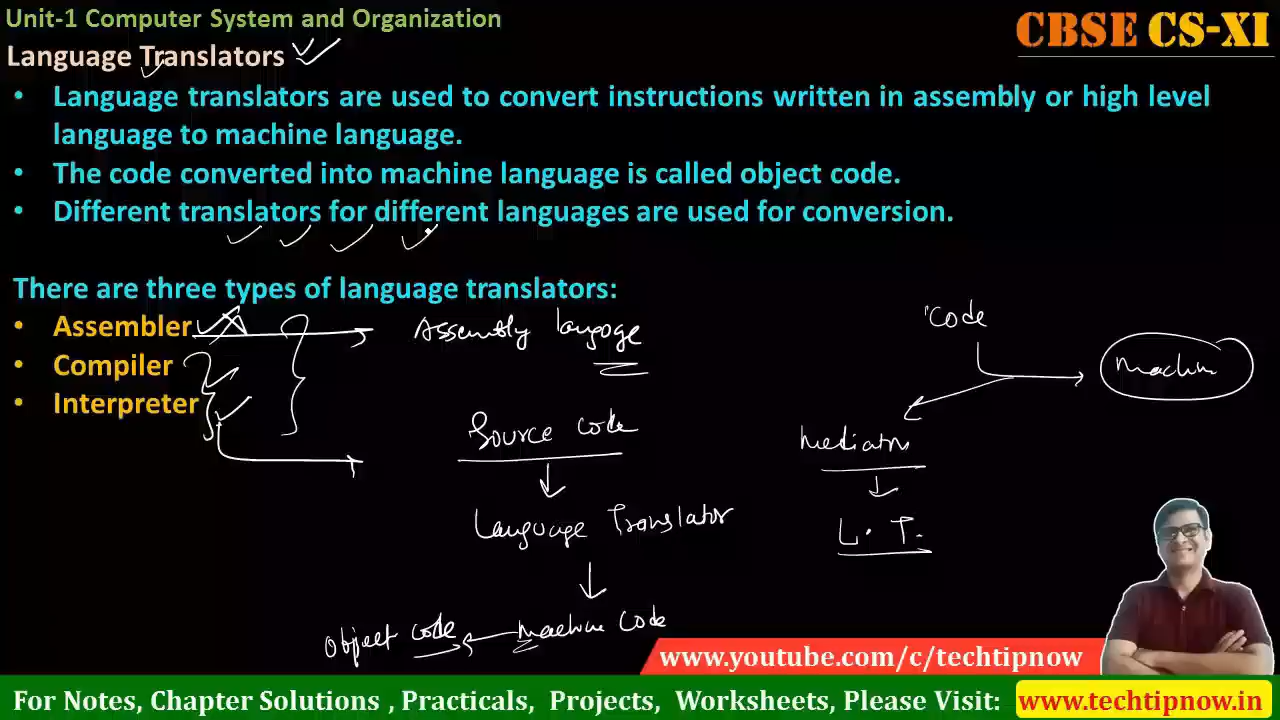 Unit-1 Computer System and Organization
CBSE CS-XI
Language Translators
• Language translators are used to convert instructions written in assembly or high level
language to machine language.
• The code converted into machine language is called object code.
• Different translators for different languages are used for conversion.
There are three types of language translators:
• Assembler
• Compiler
• Interpreter
Assembly
Code
Machin
Source code
Mediator
Language Translator
L. T.
Machine Code
Object code
www.youtube.com/c/techtipnow
For Notes, Chapter Solutions , Practicals, Projects, Worksheets, Please Visit: www.techtipnow.in